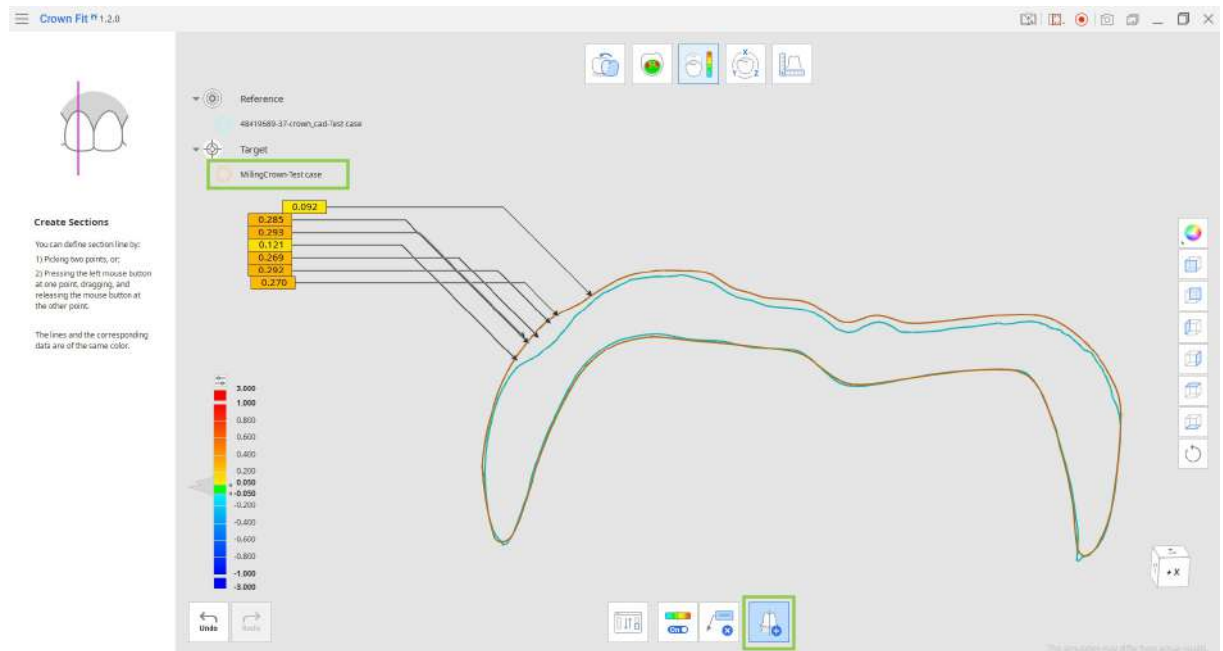 Crown Fit 1.2.0
Create Sections
You can define section line by:
1) Picking two points, or;
2) Pressing the left mouse button
at one point, dragging, and
releasing the mouse button at
the other point.
The lines and the corresponding
data are of the same color.
Reference
48419689-37-crown_cad-Test case
Target
MillingCrown-Test case
0.092
0.285
0.293
0.121
0.269
0.292
0.270
3.000
1.000
0.800
0.600
0.400
0.200
0.050
-0.050
-0.200
-0.400
-0.600
-0.800
-1.000
-3.000
X
Y
Z
+ X
Undo
Redo
On